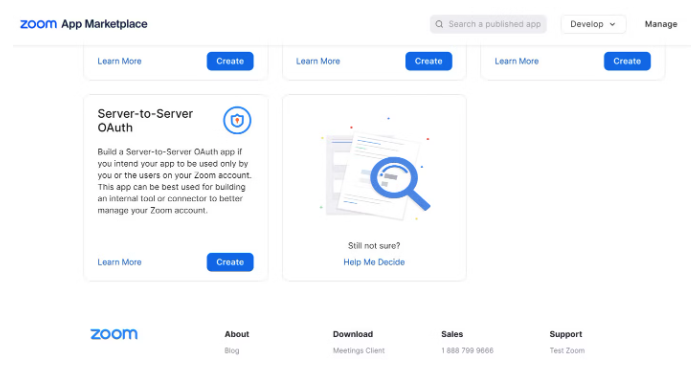 zoom App Marketplace
Search a published app
Develop
Manage
Learn More
Create
Learn More
Create
Learn More
Create
Server-to-Server
OAuth
Build a Server-to-Server OAuth app if
you intend your app to be used only by
you or the users on your Zoom account.
This app can be best used for building
an internal tool or connector to better
manage your Zoom account.
Learn More
Create
Still not sure?
Help Me Decide
zoom
About
Download
Sales
Support
Blog
Meetings Client
1 888 799 9666
Test Zoom